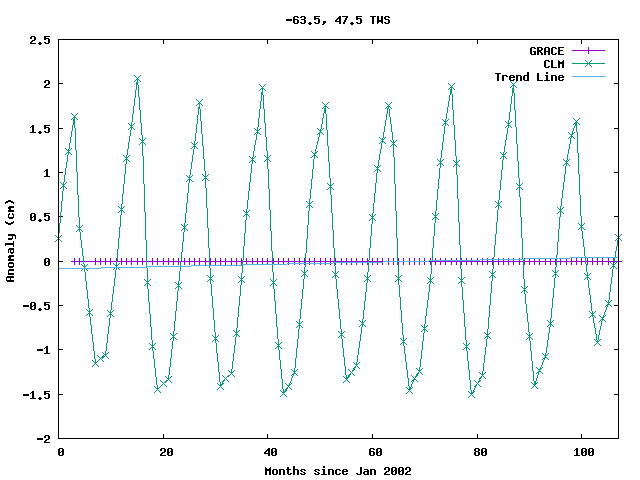 -63.5, 47.5 TWS
GRACE
CLM
Trend Line
2.5
2
1.5
1
0.5
0
-0.5
-1
-1.5
-2
Anomaly (cm)
0 20 40 60 80 100
Months since Jan 2002